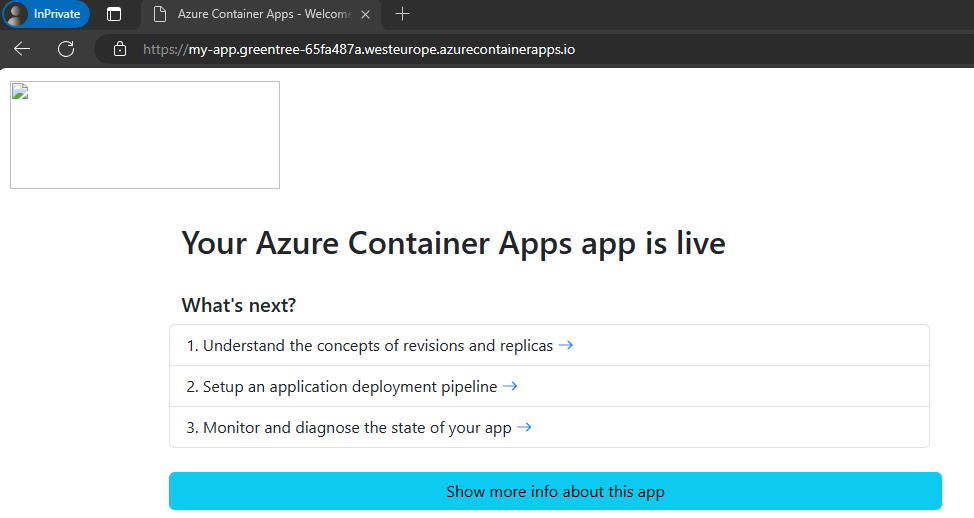 InPrivate
Azure Container Apps - Welcome
https://my-app.greentree-65fa487a.westeurope.azurecontainerapps.io
Your Azure Container Apps app is live
What's next?
1. Understand the concepts of revisions and replicas →
2. Setup an application deployment pipeline →
3. Monitor and diagnose the state of your app →
Show more info about this app